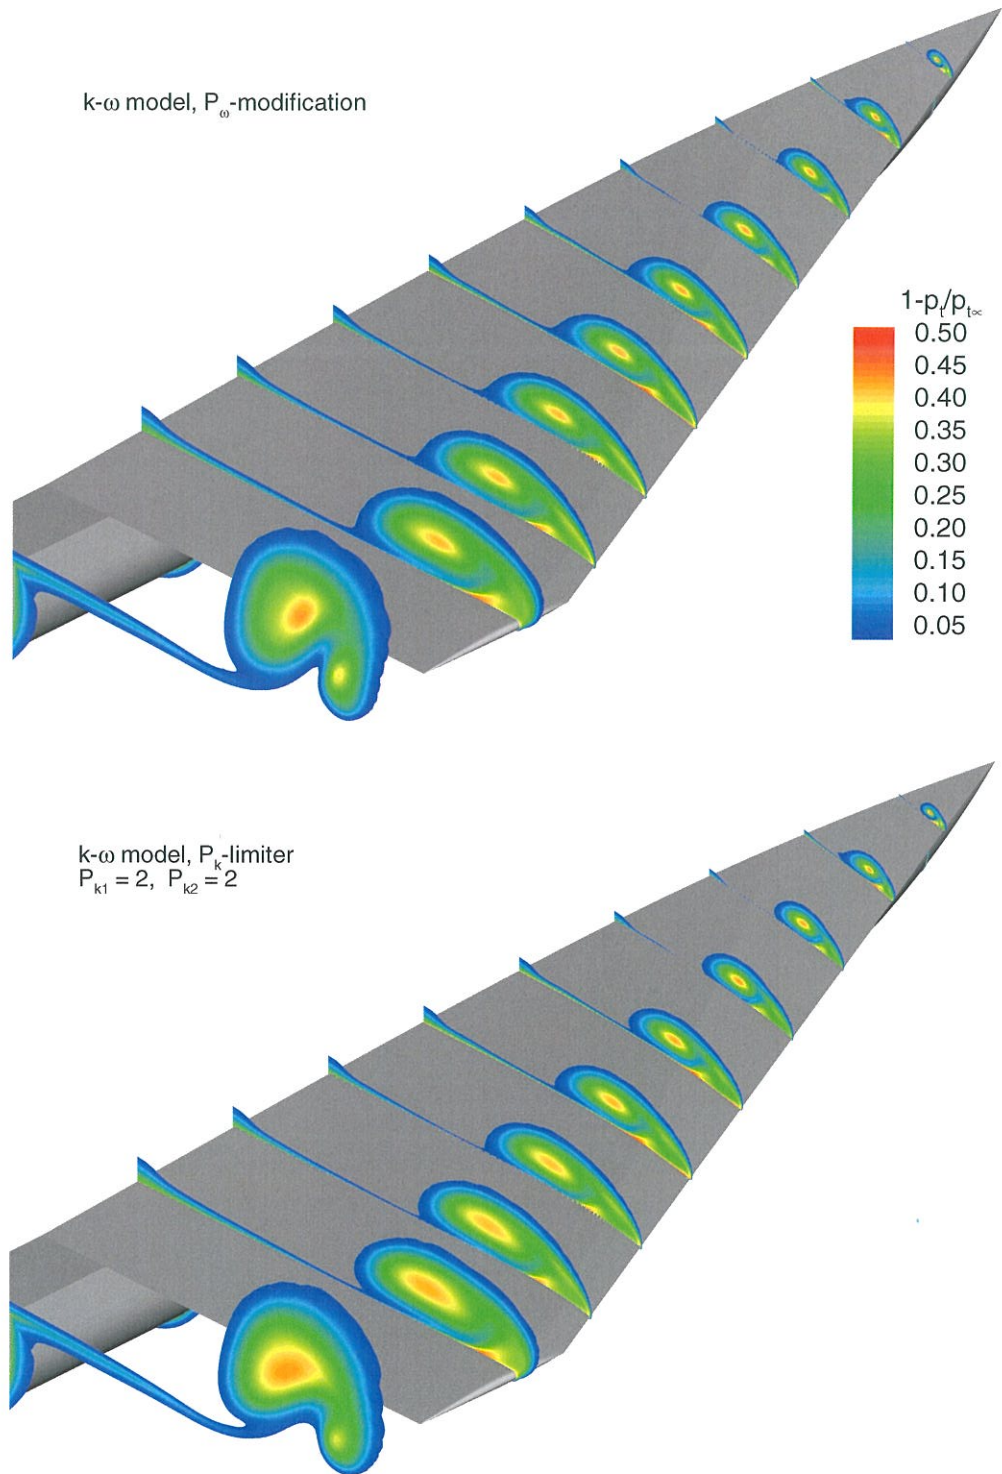 k-ω model, Pω-modification
1-pt/pt∞
0.50
0.45
0.40
0.35
0.30
0.25
0.20
0.15
0.10
0.05
k-ω model, Pk-limiter
Pk1 = 2, Pk2 = 2